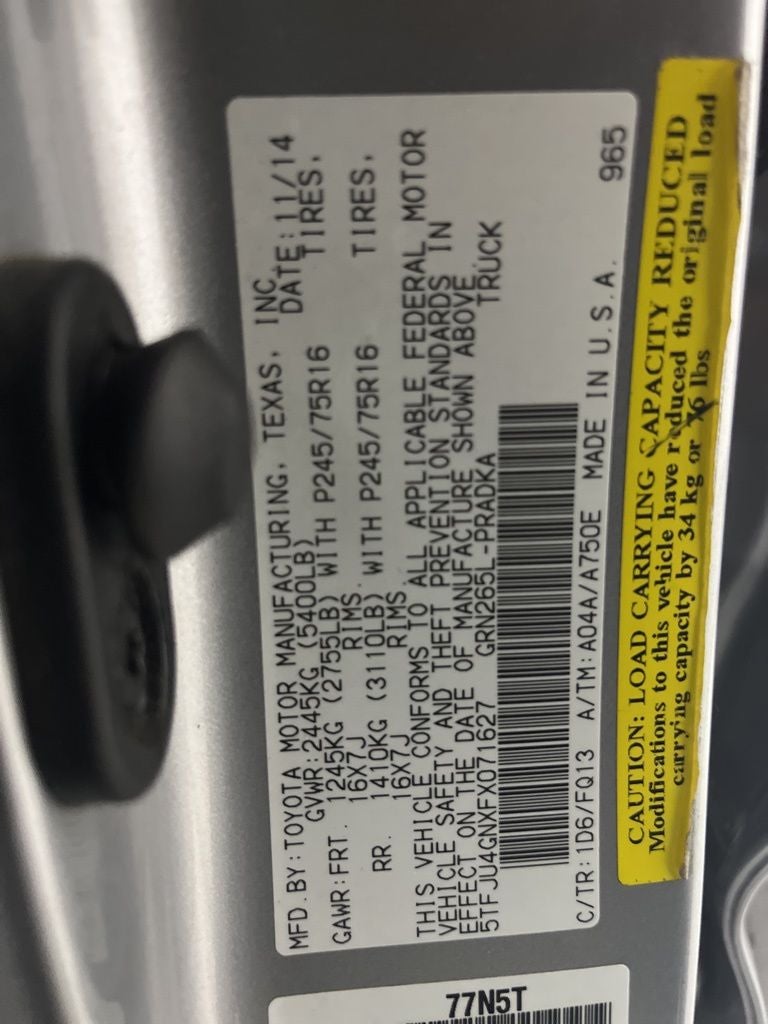 MFD.BY:TOYOTA MOTOR MANUFACTURING, TEXAS, INC.
GVWR:2445KG (5400LB) DATE:11/14
GAWR:FRT. 1245KG (2755LB) WITH P245/75R16 TIRES,
16X7J RIMS.
RR. 1410KG (3110LB) WITH P245/75R16 TIRES,
16X7J RIMS
THIS VEHICLE CONFORMS TO ALL APPLICABLE FEDERAL MOTOR
VEHICLE SAFETY AND THEFT PREVENTION STANDARDS IN
EFFECT ON THE DATE OF MANUFACTURE SHOWN ABOVE.
5TFJU4GNXFX071627 GRN265L-PRADKA TRUCK
C/TR:1D6/FQ13 A/TM:A04A/A750E MADE IN U.S.A. 965
CAUTION: LOAD CARRYING CAPACITY REDUCED
Modifications to this vehicle have reduced the original load
carrying capacity by 34 kg or 76 lbs
77N5T